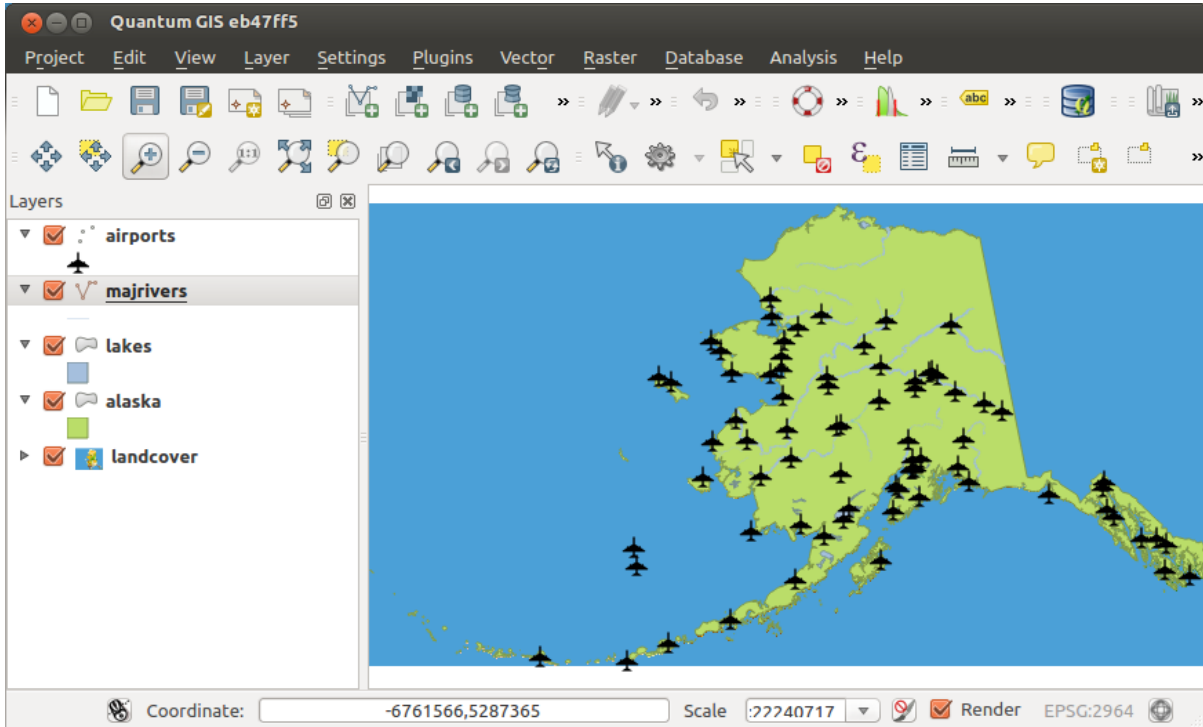 Quantum GIS eb47ff5
Project Edit View Layer Settings Plugins Vector Raster Database Analysis Help
abc
1:1
Layers
airports
majrivers
lakes
alaska
landcover
Coordinate: -6761566,5287365 Scale :22240717 Render EPSG:2964